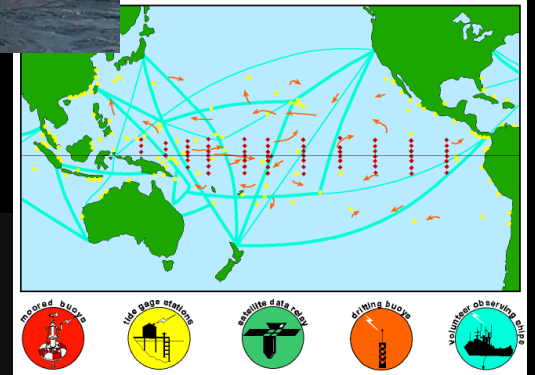 moored buoys
tide gage stations
satellite data relay
drifting buoys
volunteer observing ships